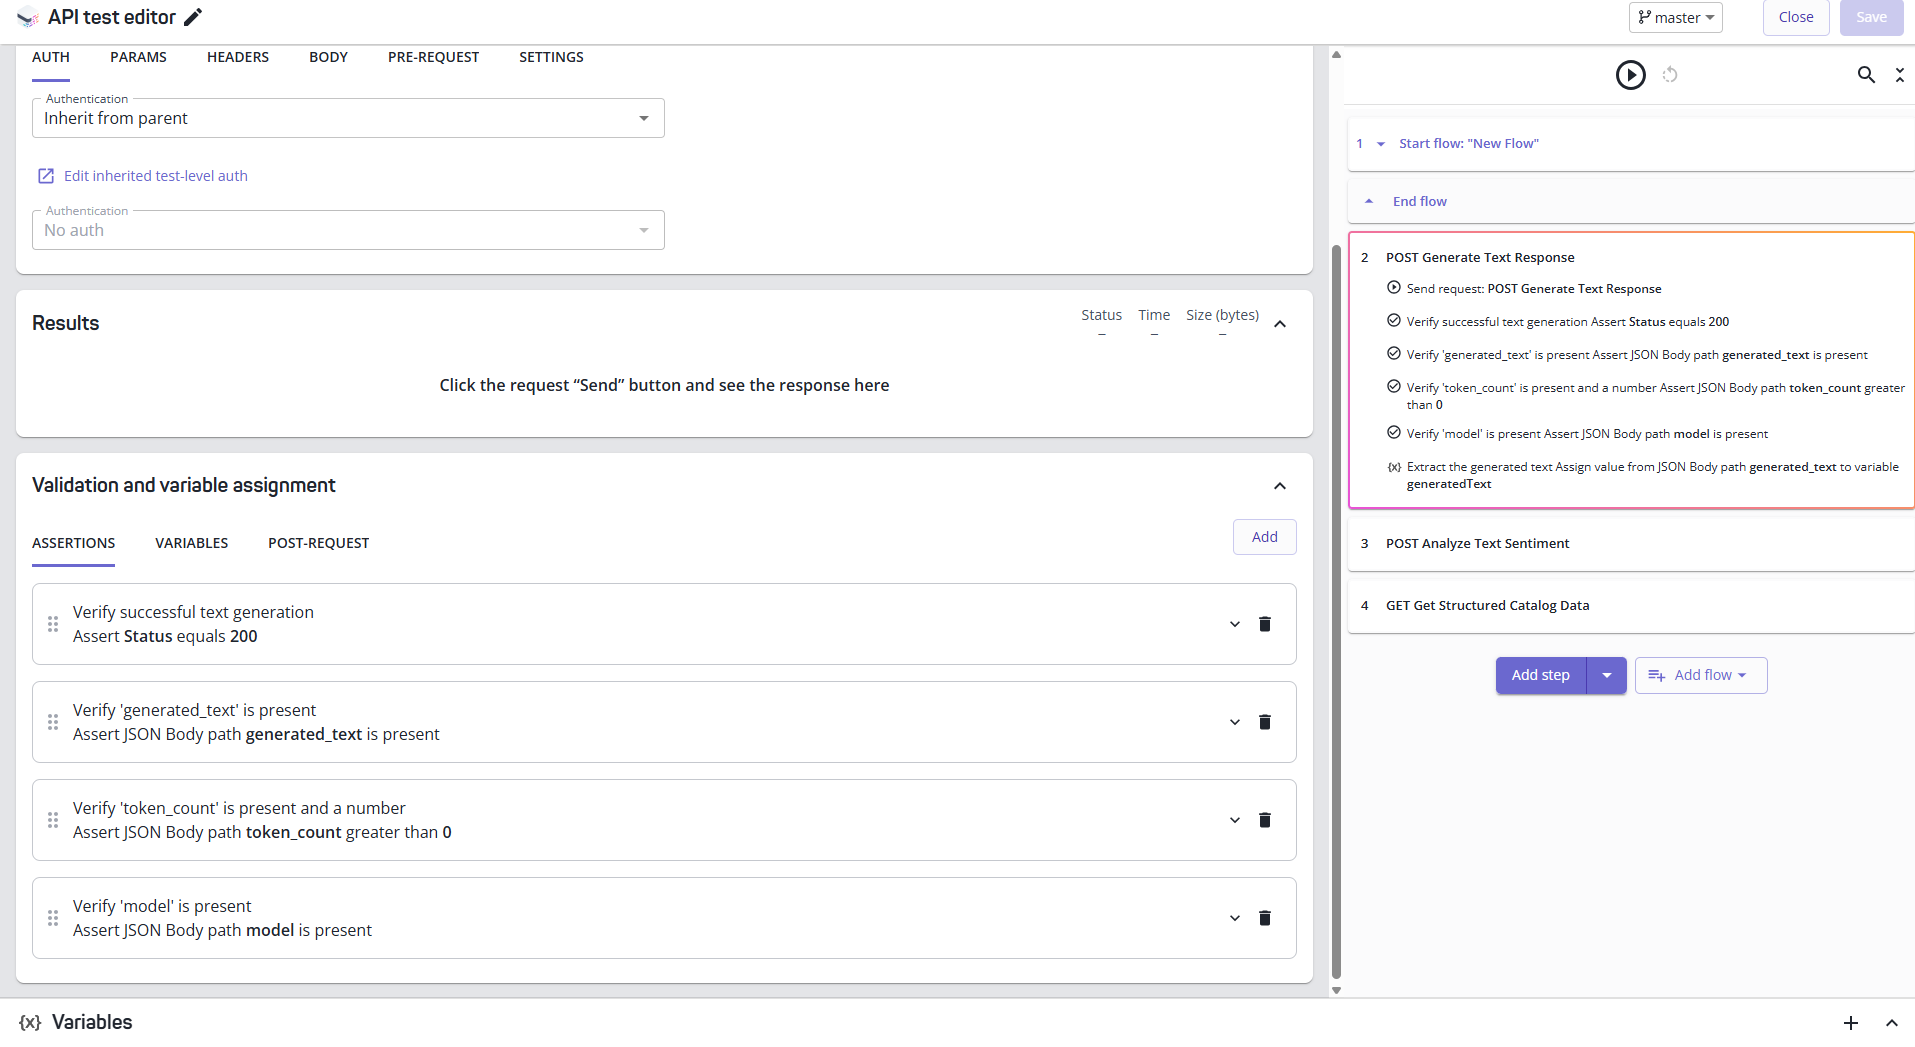 API test editor
master
Close
Save
AUTH
PARAMS
HEADERS
BODY
PRE-REQUEST
SETTINGS
Authentication
Inherit from parent
Edit inherited test-level auth
Authentication
No auth
Results
Status
Time
Size (bytes)
–
–
–
Click the request “Send” button and see the response here
Validation and variable assignment
ASSERTIONS
VARIABLES
POST-REQUEST
Add
Verify successful text generation
Assert Status equals 200
Verify 'generated_text' is present
Assert JSON Body path generated_text is present
Verify 'token_count' is present and a number
Assert JSON Body path token_count greater than 0
Verify 'model' is present
Assert JSON Body path model is present
{x} Variables
1 Start flow: "New Flow"
End flow
2 POST Generate Text Response
Send request: POST Generate Text Response
Verify successful text generation Assert Status equals 200
Verify 'generated_text' is present Assert JSON Body path generated_text is present
Verify 'token_count' is present and a number Assert JSON Body path token_count greater
than 0
Verify 'model' is present Assert JSON Body path model is present
{x} Extract the generated text Assign value from JSON Body path generated_text to variable
generatedText
3 POST Analyze Text Sentiment
4 GET Get Structured Catalog Data
Add step
Add flow